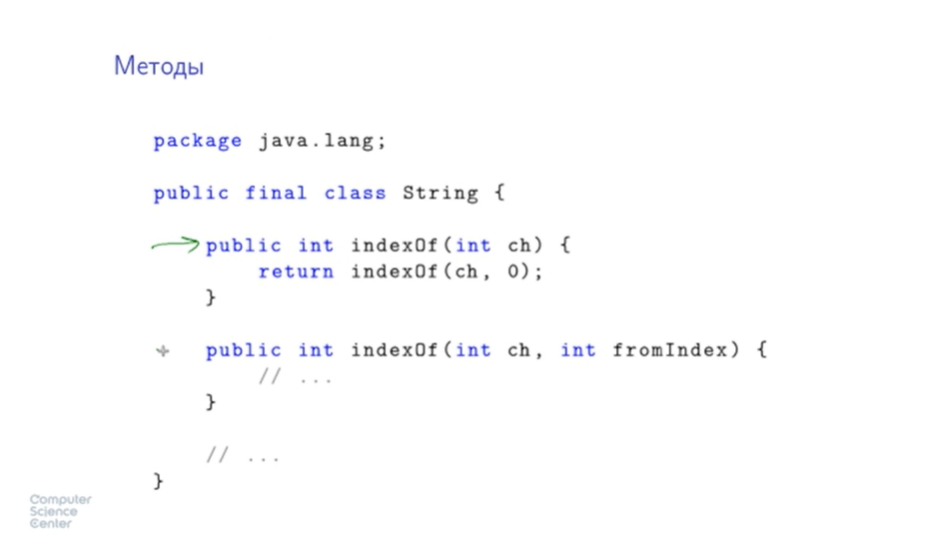 Методы
package java.lang;
public final class String {
public int indexOf(int ch) {
return indexOf(ch, 0);
}
public int indexOf(int ch, int fromIndex) {
// ...
}
// ...
}
Computer
Science
Center